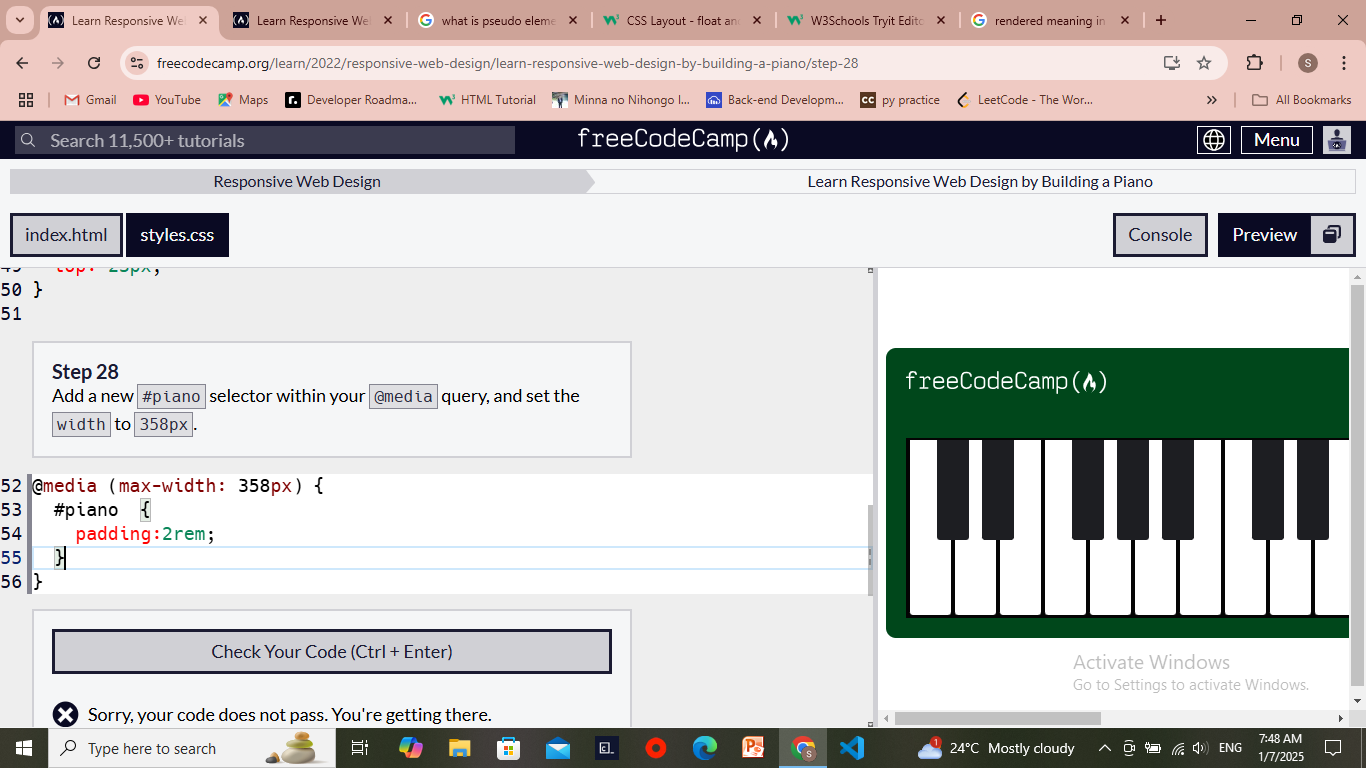 Learn Responsive Wel
Learn Responsive Wel
what is pseudo eleme
CSS Layout - float an
W3Schools Tryit Edito
rendered meaning in
freecodecamp.org/learn/2022/responsive-web-design/learn-responsive-web-design-by-building-a-piano/step-28
S
Gmail
YouTube
Maps
Developer Roadma...
HTML Tutorial
Minna no Nihongo I...
Back-end Developm...
CC py practice
LeetCode - The Wor...
All Bookmarks
Search 11,500+ tutorials
freeCodeCamp
Menu
Responsive Web Design
Learn Responsive Web Design by Building a Piano
index.html
styles.css
Console
Preview
49 top: 25px;
50 }
51
Step 28
Add a new #piano selector within your @media query, and set the
width to 358px.
52 @media (max-width: 358px) {
53 #piano {
54 padding:2rem;
55 }
56 }
Check Your Code (Ctrl + Enter)
Sorry, your code does not pass. You're getting there.
freeCodeCamp
Activate Windows
Go to Settings to activate Windows.
Type here to search
1
24°C Mostly cloudy
ENG
7:48 AM
1/7/2025